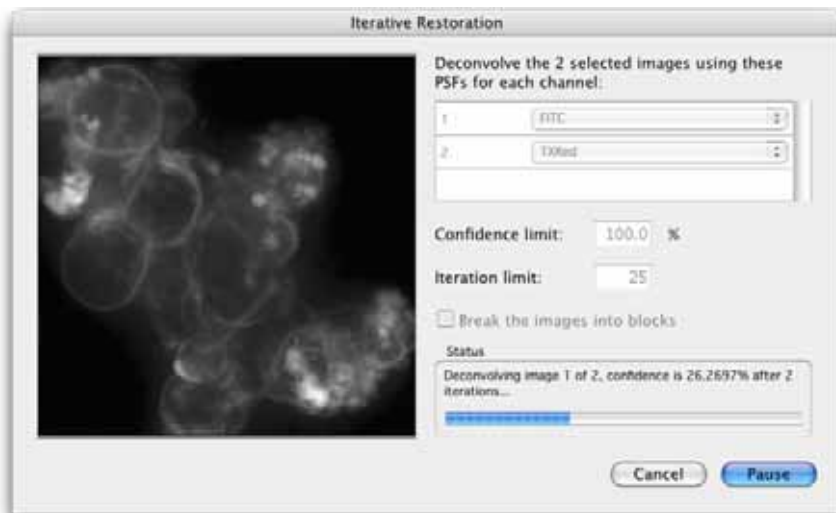 Iterative Restoration
Deconvolve the 2 selected images using these
PSFs for each channel:
1 FITC
2 TXRed
Confidence limit: 100.0 %
Iteration limit: 25
Break the images into blocks
Status
Deconvolving image 1 of 2, confidence is 26.2697% after 2
iterations...
Cancel Pause